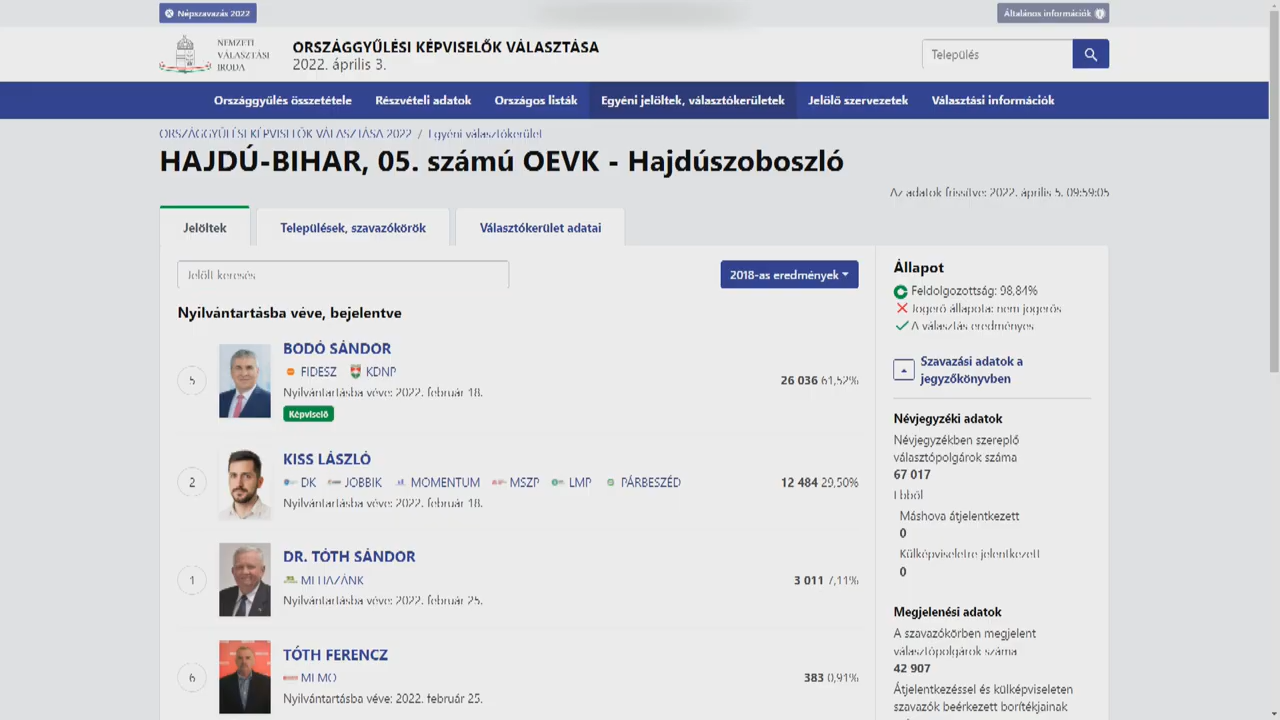 Népszavazás 2022
Általános információk
NEMZETI
VÁLASZTÁSI
IRODA
ORSZÁGGYŰLÉSI KÉPVISELŐK VÁLASZTÁSA
2022. április 3.
Település
Országgyűlés összetétele
Részvételi adatok
Országos listák
Egyéni jelöltek, választókerületek
Jelölő szervezetek
Választási információk
ORSZÁGGYŰLÉSI KÉPVISELŐK VÁLASZTÁSA 2022 / Egyéni választókerület
HAJDÚ-BIHAR, 05. számú OEVK - Hajdúszoboszló
Az adatok frissítve: 2022. április 5. 09:59:05
Jelöltek
Települések, szavazókörök
Választókerület adatai
Jelölt keresés
2018-as eredmények
Nyilvántartásba véve, bejelentve
5
BODÓ SÁNDOR
FIDESZ KDNP
Nyilvántartásba véve: 2022. február 18.
Képviselő
26 036 61,52%
2
KISS LÁSZLÓ
DK JOBBIK MOMENTUM MSZP LMP PÁRBESZÉD
Nyilvántartásba véve: 2022. február 18.
12 484 29,50%
1
DR. TÓTH SÁNDOR
MI HAZÁNK
Nyilvántartásba véve: 2022. február 25.
3 011 7,11%
6
TÓTH FERENCZ
MEMO
Nyilvántartásba véve: 2022. február 25.
383 0,91%
Állapot
Feldolgozottság: 98,84%
Jogerő állapota: nem jogerős
A választás eredményes
Szavazási adatok a
jegyzőkönyvben
Névjegyzéki adatok
Névjegyzékben szereplő
választópolgárok száma
67 017
Ebből
Máshova átjelentkezett
0
Külképviseletre jelentkezett
0
Megjelenési adatok
A szavazókörben megjelent
választópolgárok száma
42 907
Átjelentkezéssel és külképviseleten
szavazók beérkezett borítékjainak